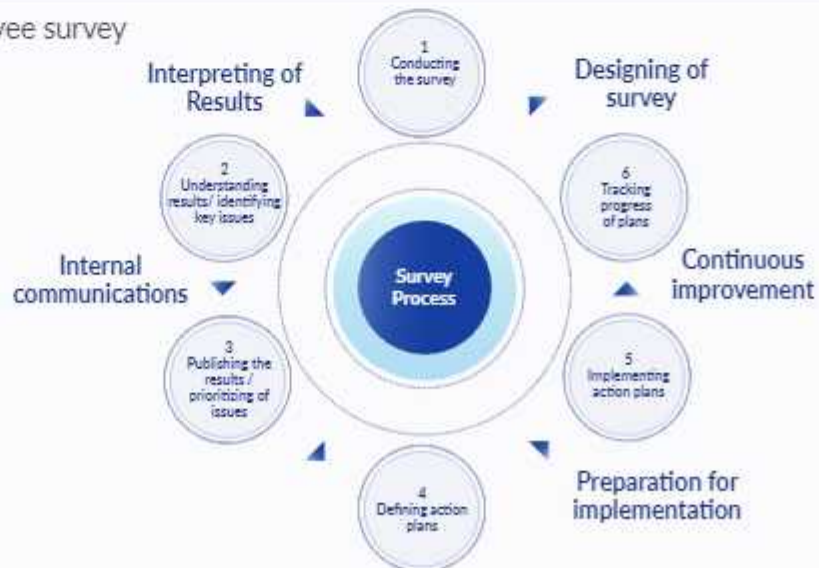 yee survey
1
Conducting
the survey
Interpreting of
Results
Designing of
survey
2
Understanding
results/ identifying
key issues
6
Tracking
progress
of plans
Internal
communications
Survey
Process
Continuous
improvement
3
Publishing the
results /
prioritizing of
issues
5
Implementing
action plans
4
Defining action
plans
Preparation for
implementation